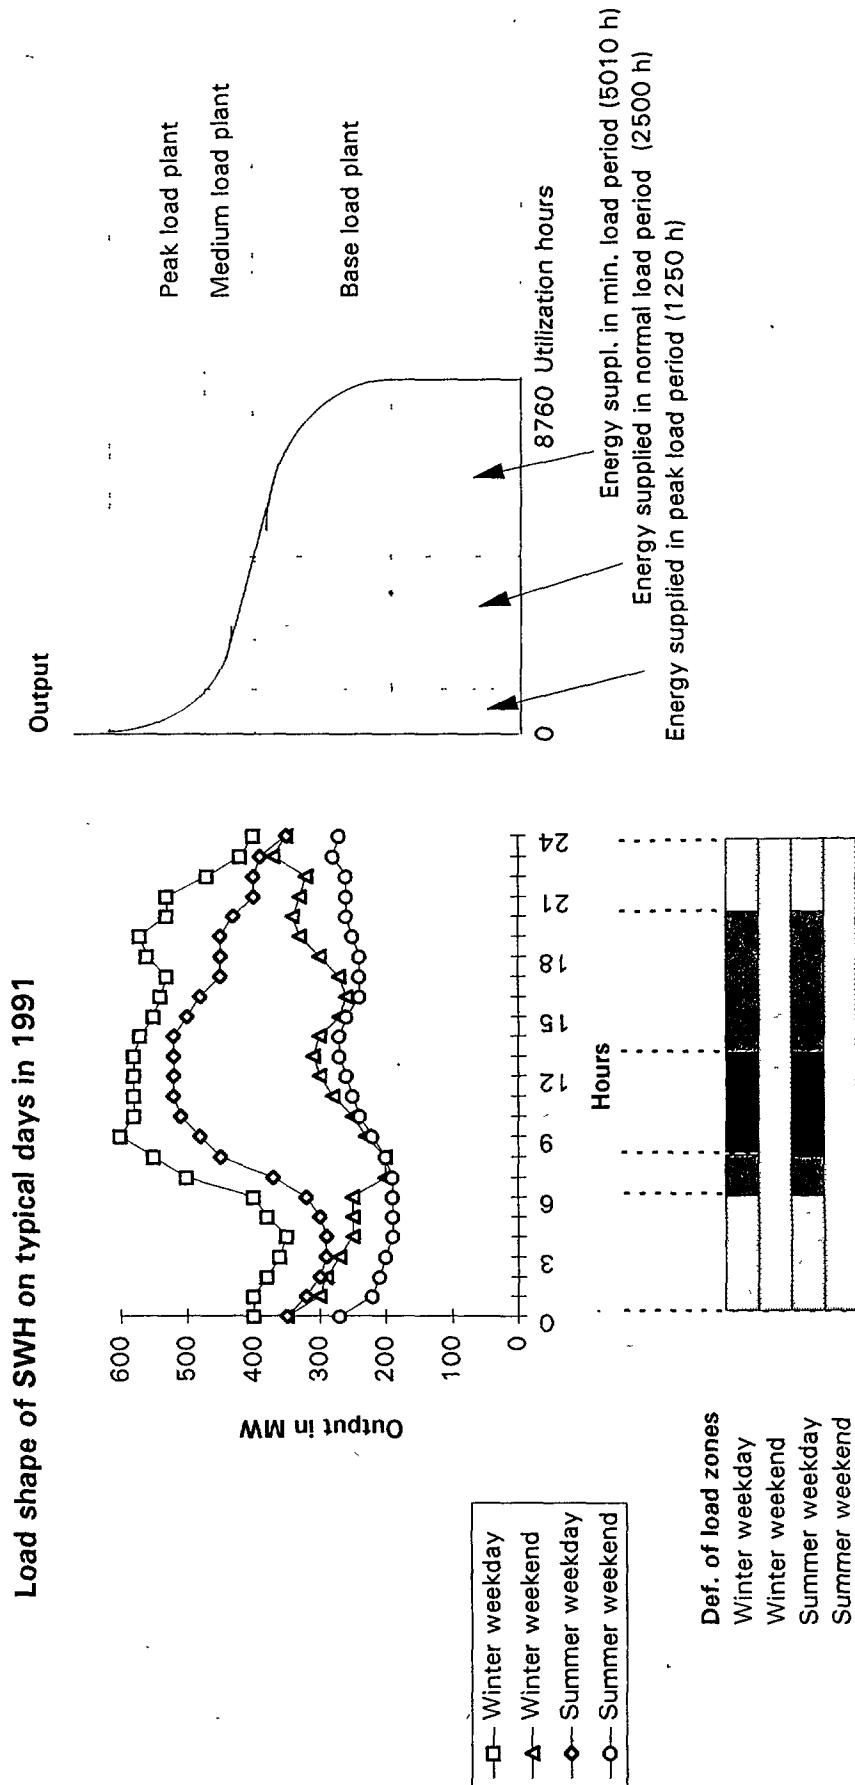 Load shape of SWH on typical days in 1991
Winter weekday
Winter weekend
Summer weekday
Summer weekend
Output in MW
600
500
400
300
200
100
0
0
3
6
9
12
15
18
21
24
Hours
Def. of load zones
Winter weekday
Winter weekend
Summer weekday
Summer weekend
Output
Peak load plant
Medium load plant
Base load plant
0
8760 Utilization hours
Energy suppl. in min. load period (5010 h)
Energy supplied in normal load period (2500 h)
Energy supplied in peak load period (1250 h)